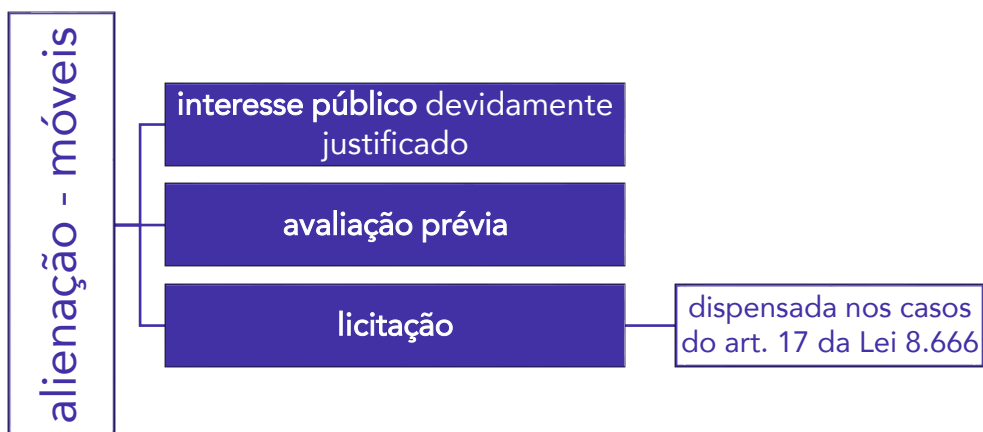 alienação - móveis
interesse público devidamente
justificado
avaliação prévia
licitação
dispensada nos casos
do art. 17 da Lei 8.666